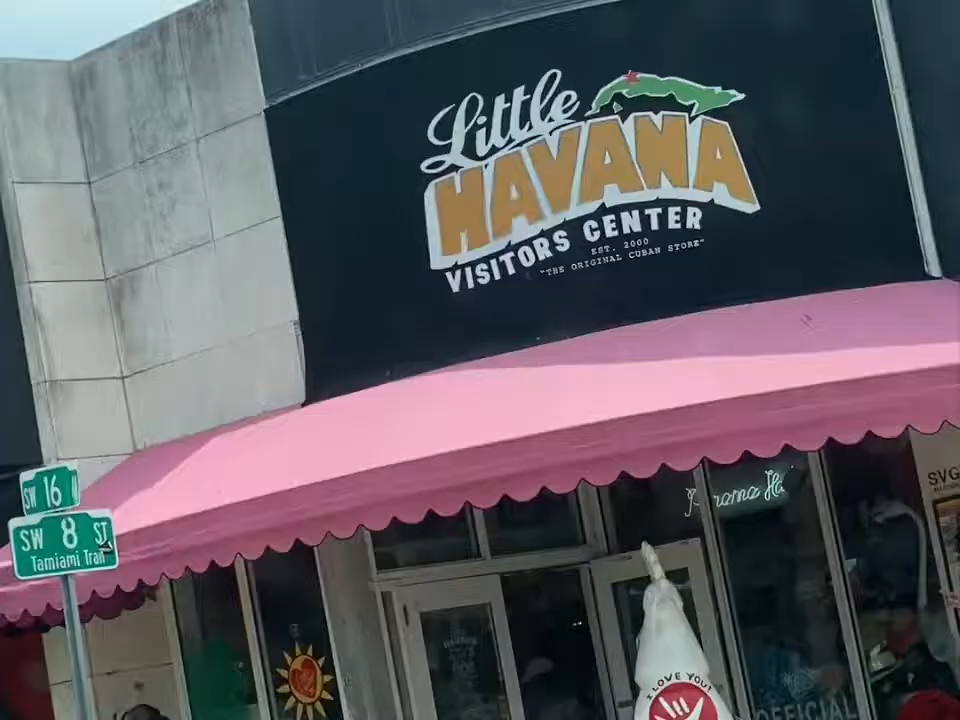 Little
HAVANA
VISITORS CENTER
EST. 2000
"THE ORIGINAL CUBAN STORE"
SW 16
SW 8 ST
Tamiami Trail
SVG
I LOVE YOU!
OFFICIAL